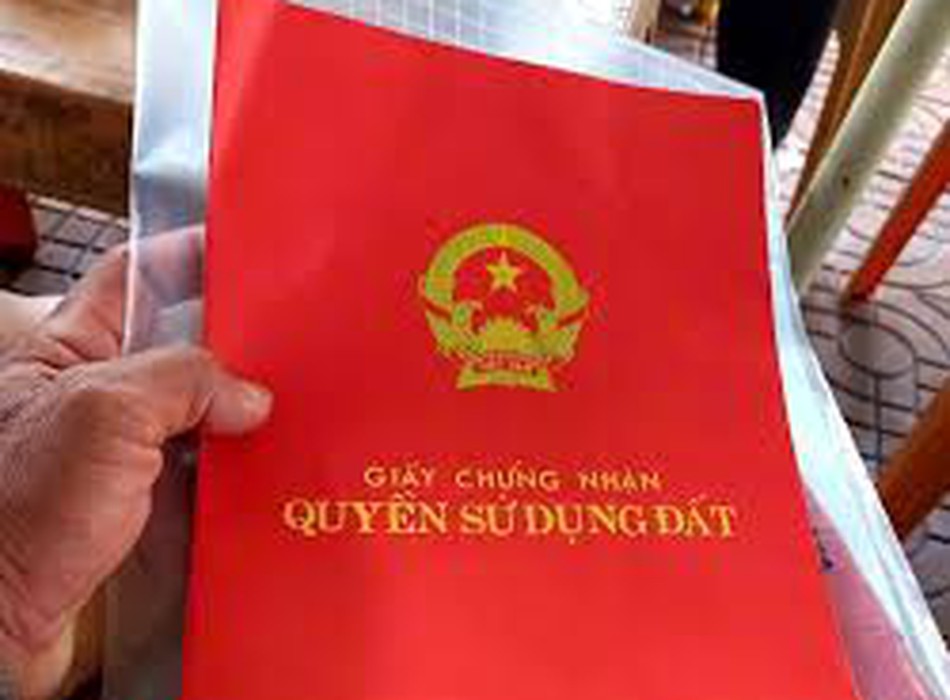 GIẤY CHỨNG NHẬN
QUYỀN SỬ DỤNG ĐẤT